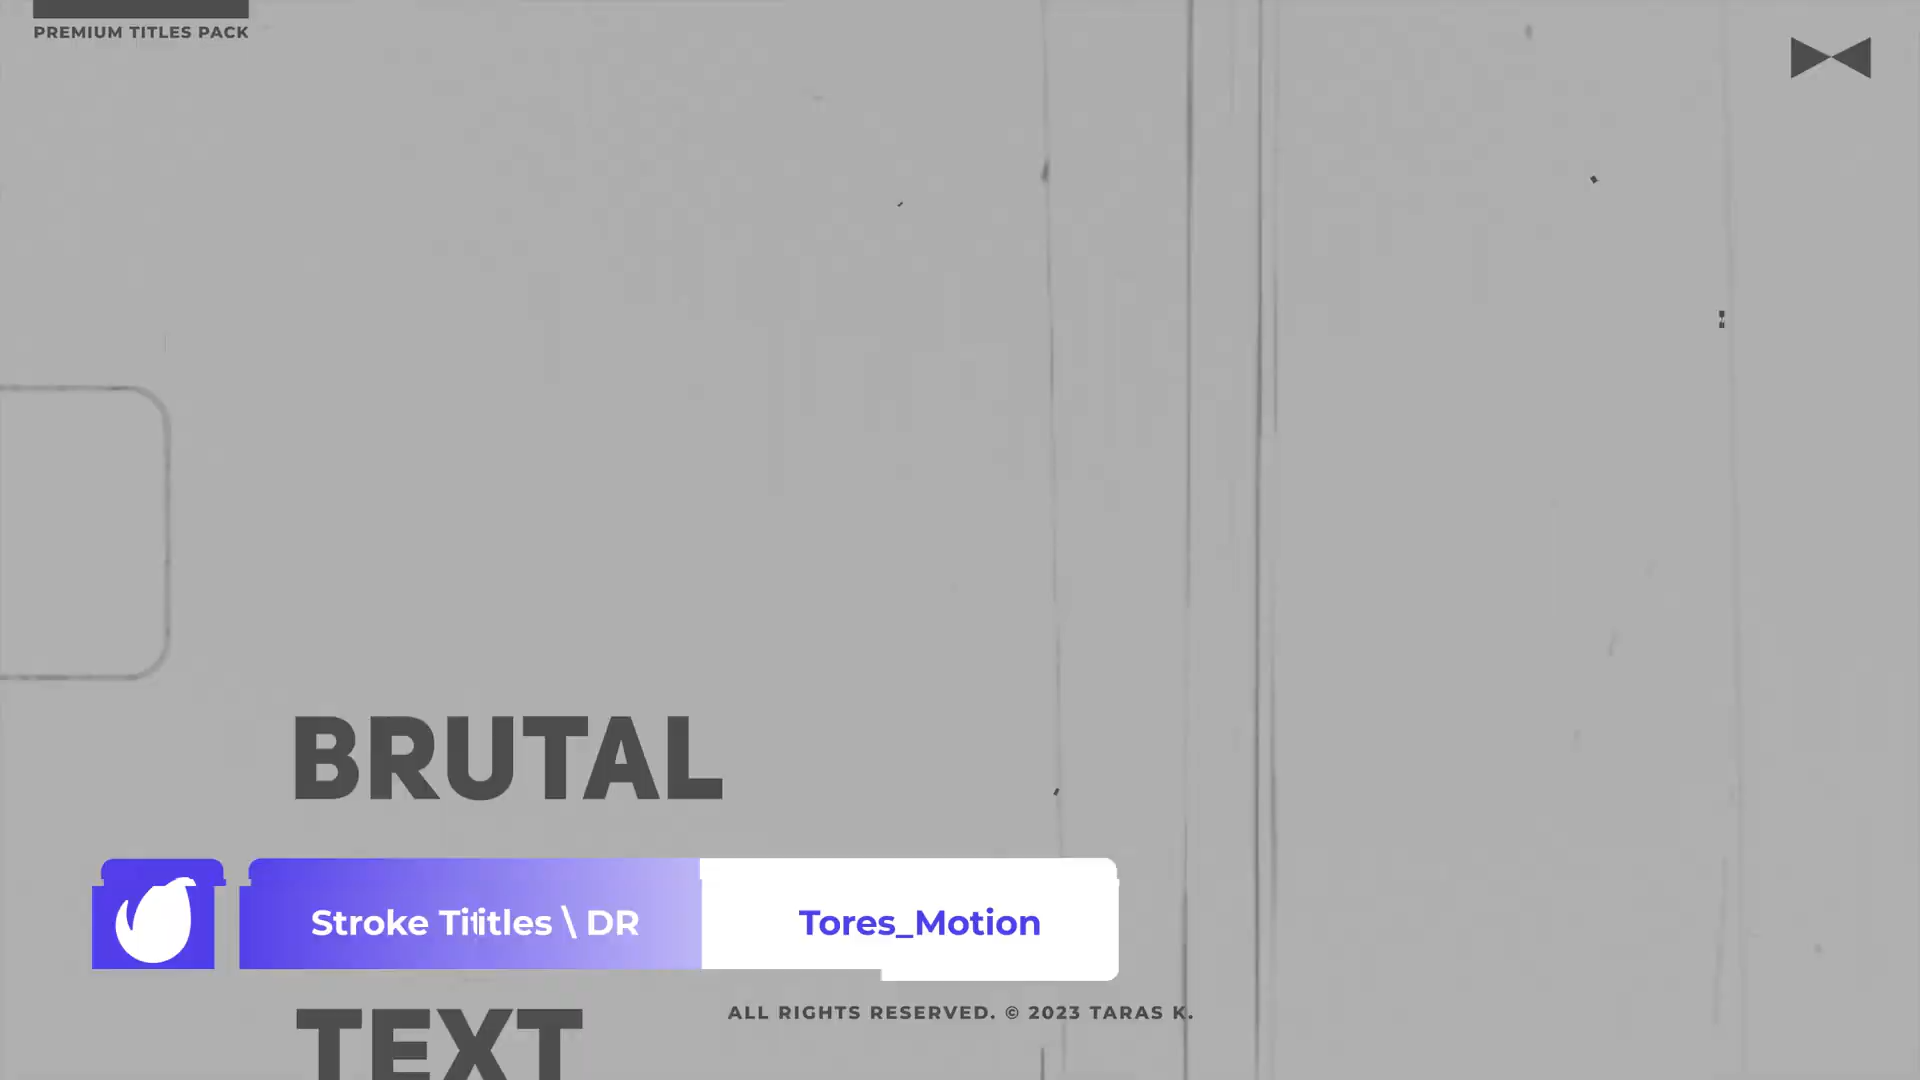 PREMIUM TITLES PACK
BRUTAL
Stroke Titles \ DR
Tores_Motion
TEXT
ALL RIGHTS RESERVED. © 2023 TARAS K.